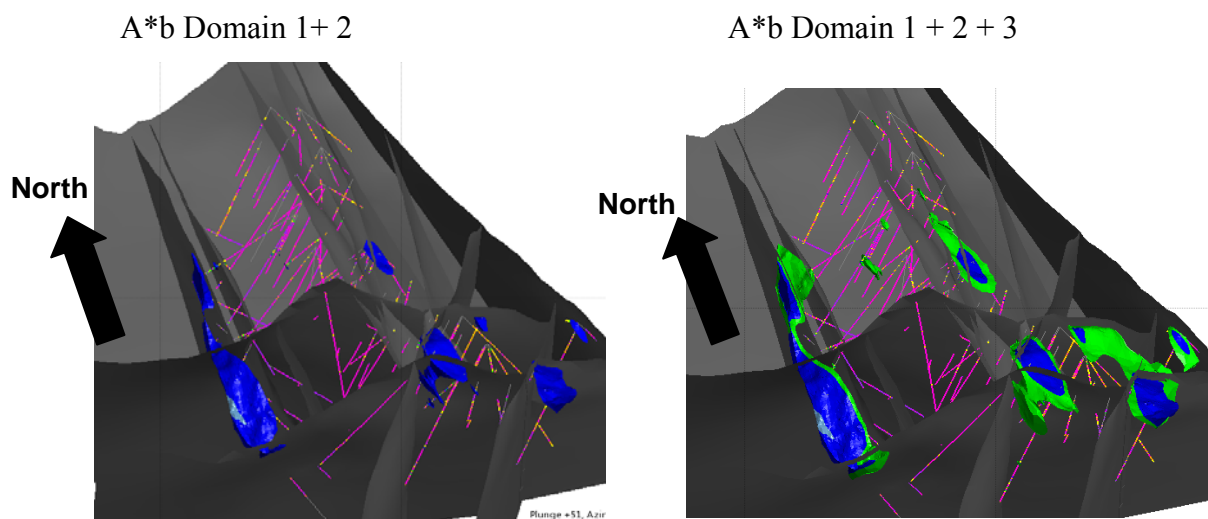 A*b Domain 1+ 2
A*b Domain 1 + 2 + 3
North
North
Plunge +51, Azir